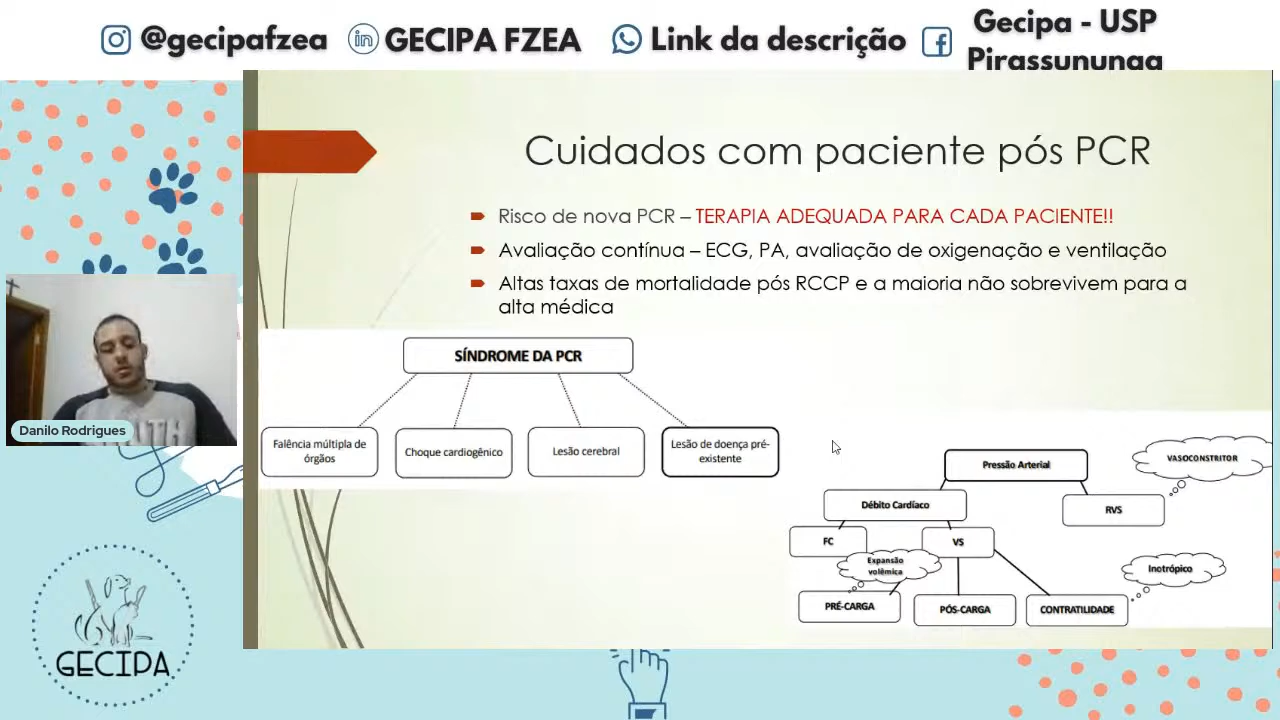 @gecipafzea
in
GECIPA FZEA
Link da descrição
Gecipa - USP
Pirassununga
Cuidados com paciente pós PCR
Risco de nova PCR – TERAPIA ADEQUADA PARA CADA PACIENTE!!
Avaliação contínua – ECG, PA, avaliação de oxigenação e ventilação
Altas taxas de mortalidade pós RCCP e a maioria não sobrevivem para a
alta médica
SÍNDROME DA PCR
Falência múltipla de
órgãos
Choque cardiogênico
Lesão cerebral
Lesão de doença pré-
existente
Pressão Arterial
VASOCONSTRITOR
Débito Cardíaco
RVS
FC
VS
Expansão
volêmica
Inotrópico
PRÉ-CARGA
PÓS-CARGA
CONTRATILIDADE
Danilo Rodrigues
GECIPA